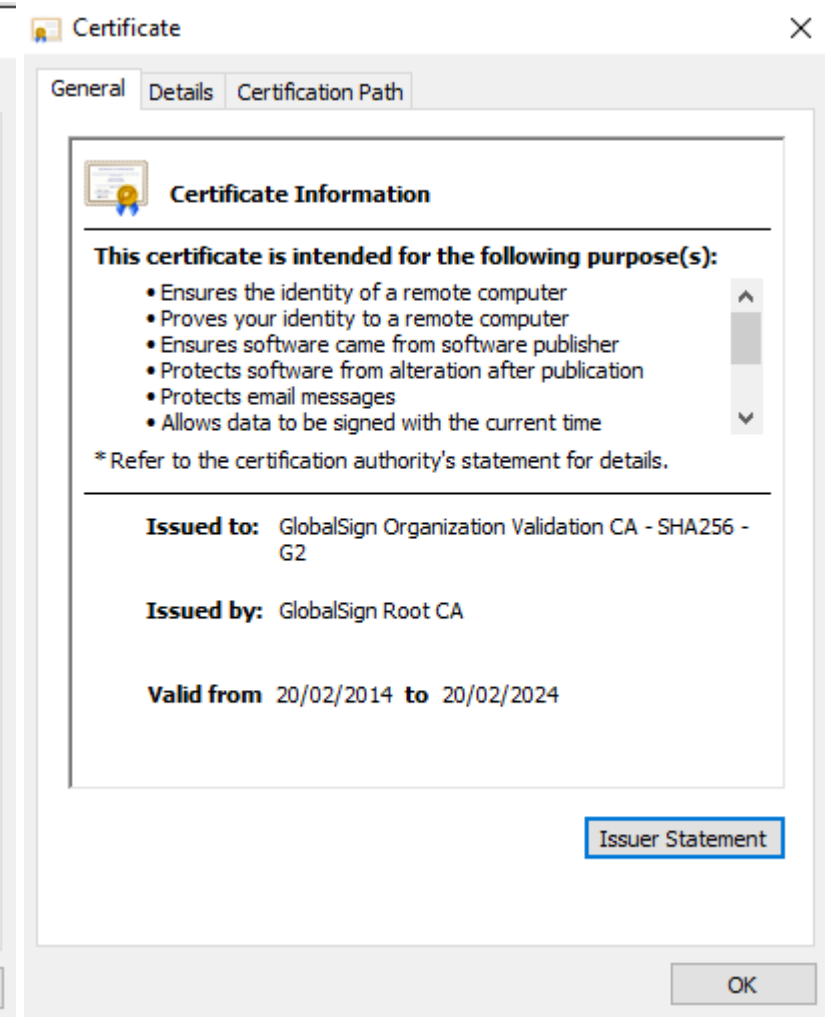 Certificate
General Details Certification Path
Certificate Information
This certificate is intended for the following purpose(s):
• Ensures the identity of a remote computer
• Proves your identity to a remote computer
• Ensures software came from software publisher
• Protects software from alteration after publication
• Protects email messages
• Allows data to be signed with the current time
* Refer to the certification authority's statement for details.
Issued to: GlobalSign Organization Validation CA - SHA256 -
G2
Issued by: GlobalSign Root CA
Valid from 20/02/2014 to 20/02/2024
Issuer Statement
OK